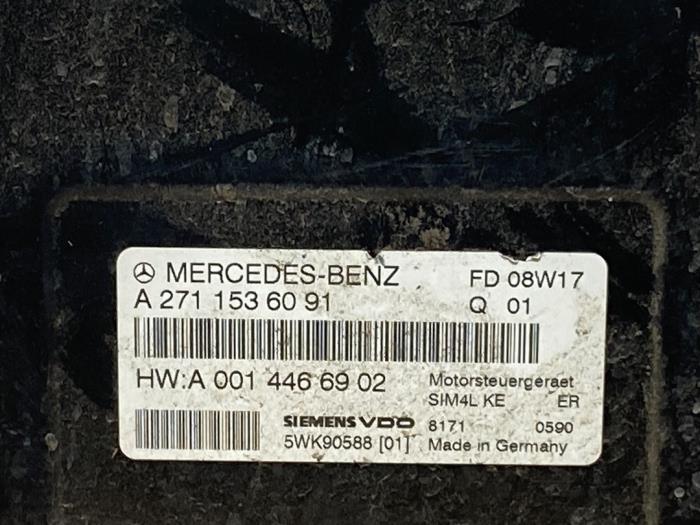 MERCEDES-BENZ FD 08W17
A 271 153 60 91 Q 01
HW:A 001 446 69 02 Motorsteuergeraet
SIM4L KE ER
SIEMENS VDO 8171 0590
5WK90588 [01] Made in Germany